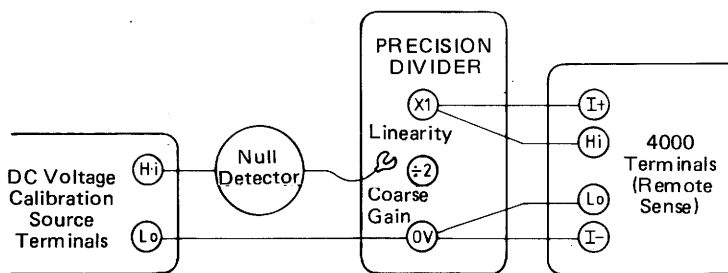 DC Voltage
Calibration
Source
Terminals
Hi
Lo
Null
Detector
PRECISION
DIVIDER
X1
Linearity
÷2
Coarse
Gain
0V
I+
Hi
Lo
I-
4000
Terminals
(Remote
Sense)